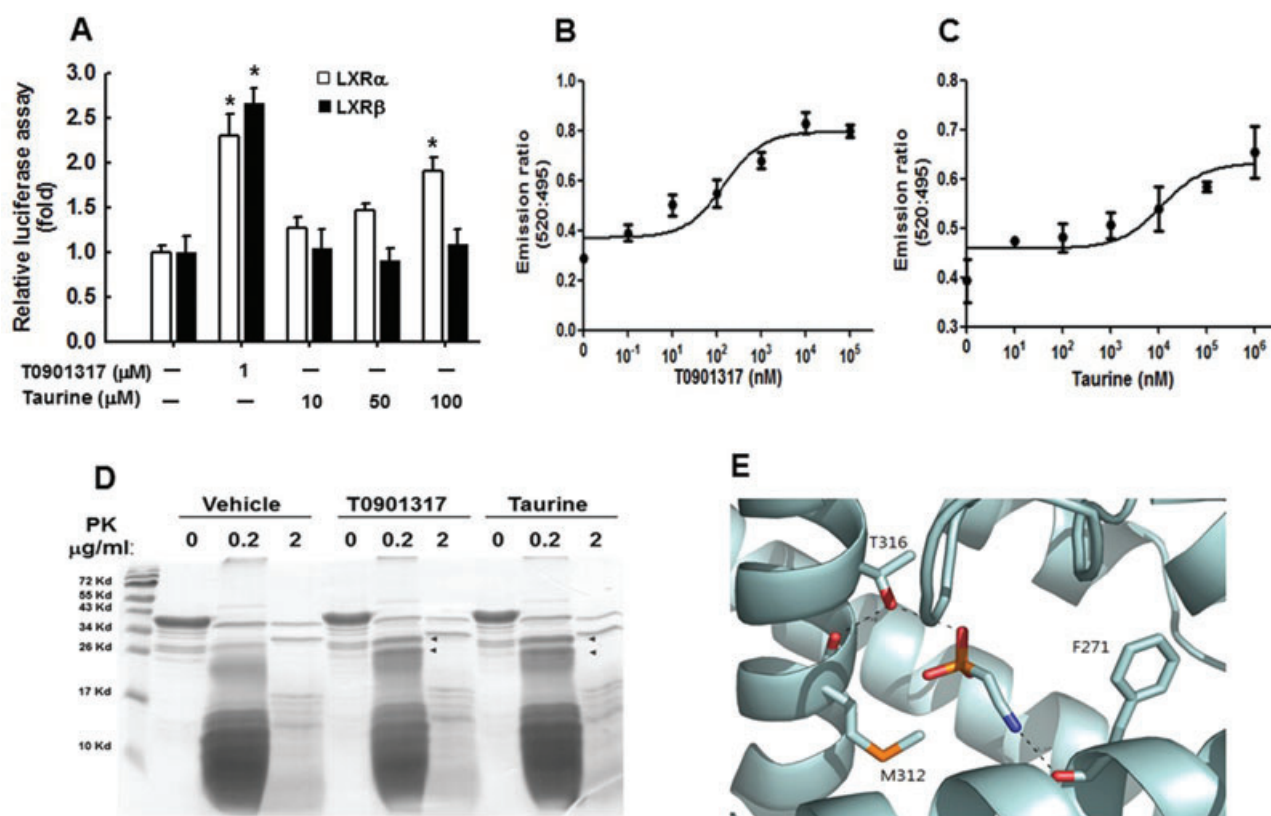 A
Relative luciferase assay
(fold)
3.0
2.5
2.0
1.5
1.0
0.5
0.0
LXRα
LXRβ
*
*
*
T0901317 (μM) — 1 — — —
Taurine (μM) — — 10 50 100
B
Emission ratio
(520:495)
1.0
0.8
0.6
0.4
0.2
0.0
0 10⁻¹ 10¹ 10² 10³ 10⁴ 10⁵
T0901317 (nM)
C
Emission ratio
(520:495)
0.7
0.6
0.5
0.4
0.3
0 10¹ 10² 10³ 10⁴ 10⁵ 10⁶
Taurine (nM)
D
Vehicle T0901317 Taurine
PK
μg/ml: 0 0.2 2 0 0.2 2 0 0.2 2
72 Kd
55 Kd
43 Kd
34 Kd
26 Kd
17 Kd
10 Kd
E
T316
F271
M312